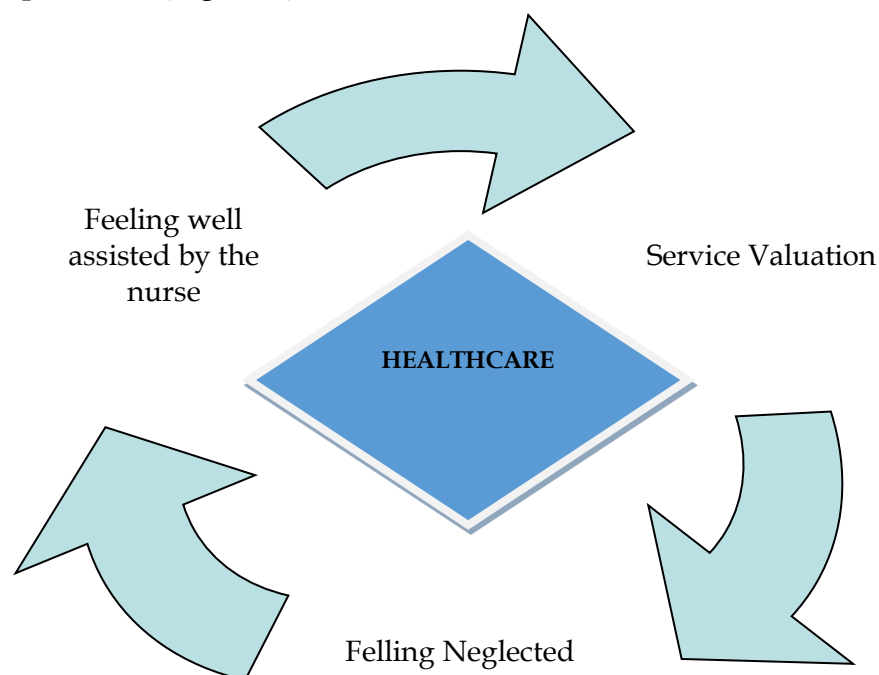 Feeling well
assisted by the
nurse
Service Valuation
HEALTHCARE
Felling Neglected